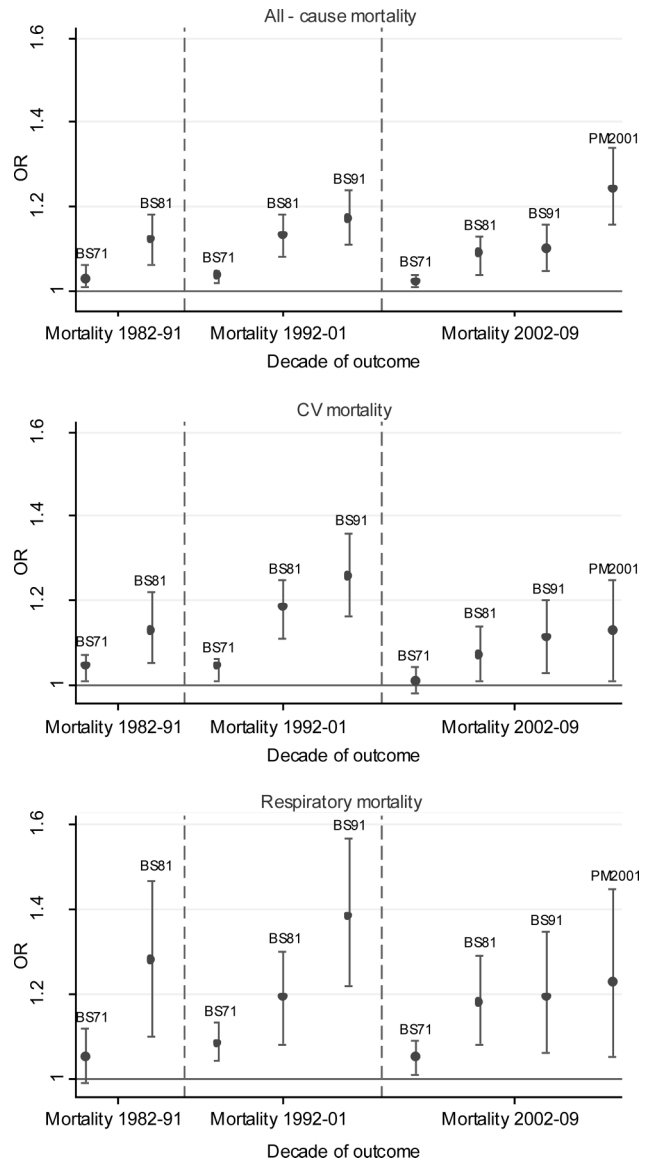 All - cause mortality
1.6
1.4
1.2
1
OR
BS71
BS81
BS71
BS81
BS91
BS71
BS81
BS91
PM2001
Mortality 1982-91
Mortality 1992-01
Mortality 2002-09
Decade of outcome
CV mortality
1.6
1.4
1.2
1
OR
BS71
BS81
BS71
BS81
BS91
BS71
BS81
BS91
PM2001
Mortality 1982-91
Mortality 1992-01
Mortality 2002-09
Decade of outcome
Respiratory mortality
1.6
1.4
1.2
1
OR
BS71
BS81
BS71
BS81
BS91
BS71
BS81
BS91
PM2001
Mortality 1982-91
Mortality 1992-01
Mortality 2002-09
Decade of outcome